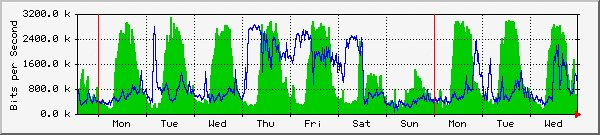 3200.0 k
2400.0 k
1600.0 k
800.0 k
0.0 k
Bits per Second
Mon Tue Wed Thu Fri Sat Sun Mon Tue Wed